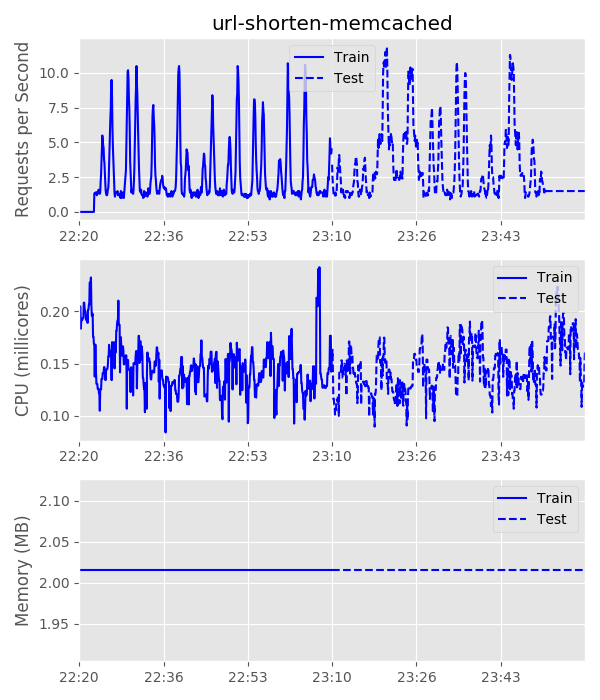 url-shorten-memcached
Requests per Second
10.0
7.5
5.0
2.5
0.0
Train
Test
22:20 22:36 22:53 23:10 23:26 23:43
CPU (millicores)
0.20
0.15
0.10
Train
Test
22:20 22:36 22:53 23:10 23:26 23:43
Memory (MB)
2.10
2.05
2.00
1.95
Train
Test
22:20 22:36 22:53 23:10 23:26 23:43